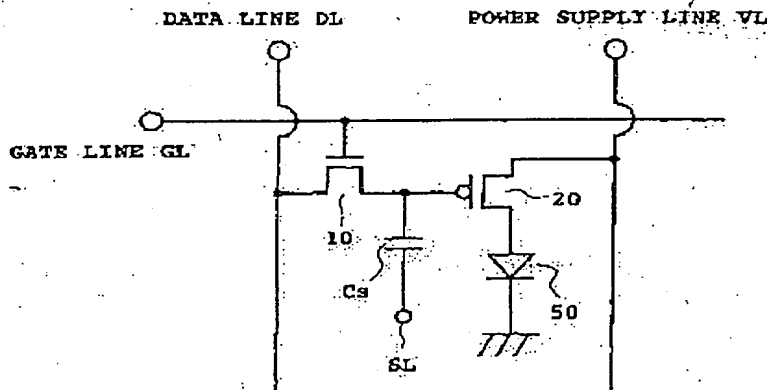 DATA LINE DL
POWER SUPPLY LINE VL
GATE LINE GL
10
20
Cs
50
SL